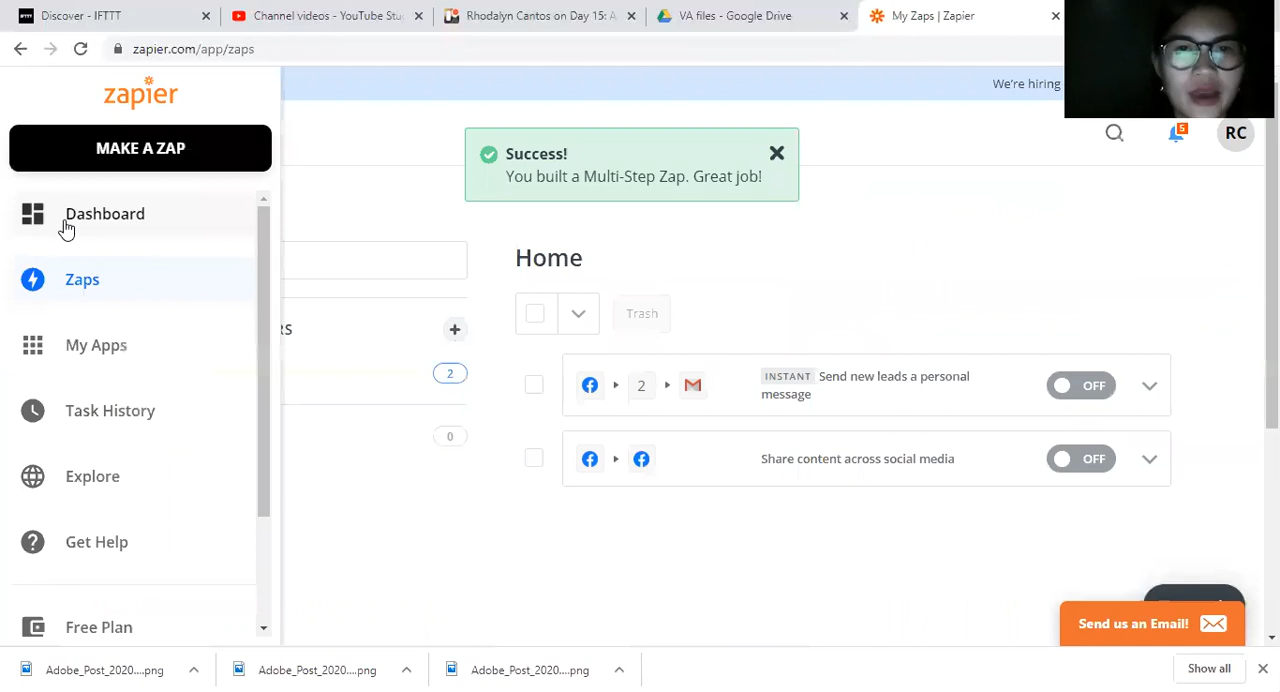 Discover - IFTTT
Channel videos - YouTube Stu
Rhodalyn Cantos on Day 15: A
VA files - Google Drive
My Zaps | Zapier
zapier.com/app/zaps
zapier
We're hiring
MAKE A ZAP
Success!
You built a Multi-Step Zap. Great job!
5
RC
Dashboard
Zaps
My Apps
Task History
Explore
Get Help
Free Plan
RS
2
0
Home
Trash
2
INSTANT Send new leads a personal
message
OFF
Share content across social media
OFF
Send us an Email!
Adobe_Post_2020....png
Adobe_Post_2020....png
Adobe_Post_2020....png
Show all